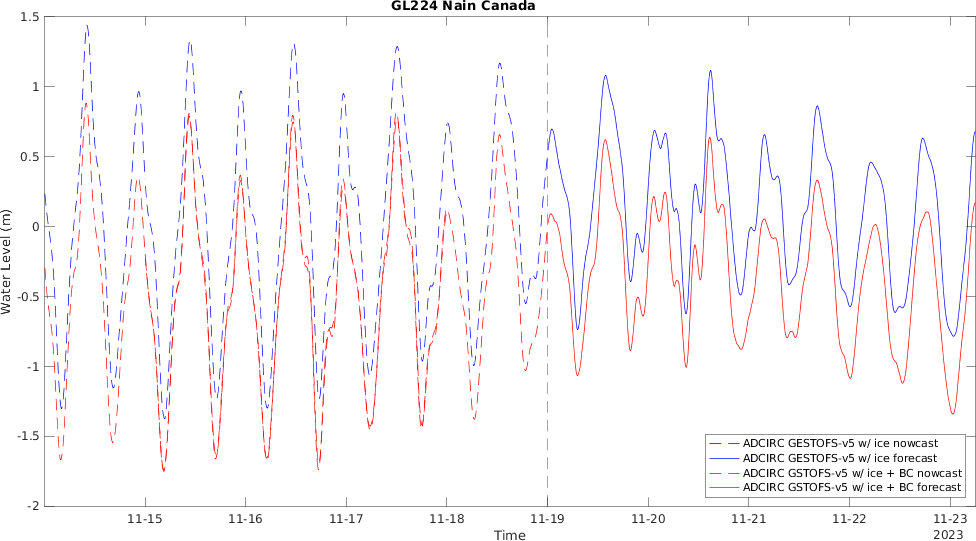 GL224 Nain Canada
1.5
1
0.5
0
-0.5
-1
-1.5
-2
Water Level (m)
ADCIRC GESTOFS-v5 w/ ice nowcast
ADCIRC GESTOFS-v5 w/ ice forecast
ADCIRC GSTOFS-v5 w/ ice + BC nowcast
ADCIRC GSTOFS-v5 w/ ice + BC forecast
11-15 11-16 11-17 11-18 11-19 11-20 11-21 11-22 11-23
Time
2023